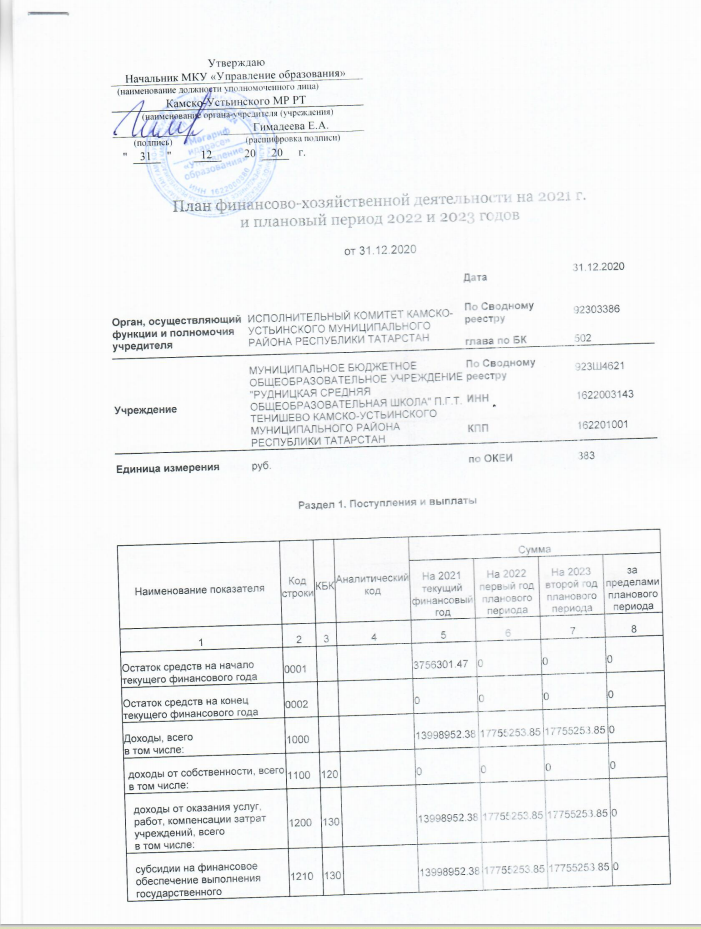 Утверждаю
Начальник МКУ «Управление образования»
(наименование должности уполномоченного лица)
Камско-Устьинского МР РТ
(наименование органа-учредителя (учреждения)
Гимадеева Е.А.
(подпись) (расшифровка подписи)
" 31 " 12 20 20 г.
«Управление
образования»
ИНН
План финансово-хозяйственной деятельности на 2021 г.
и плановый период 2022 и 2023 годов
от 31.12.2020
Дата 31.12.2020
Орган, осуществляющий
функции и полномочия
учредителя
ИСПОЛНИТЕЛЬНЫЙ КОМИТЕТ КАМСКО-
УСТЬИНСКОГО МУНИЦИПАЛЬНОГО
РАЙОНА РЕСПУБЛИКИ ТАТАРСТАН
По Сводному
реестру
92303386
глава по БК 502
Учреждение
МУНИЦИПАЛЬНОЕ БЮДЖЕТНОЕ
ОБЩЕОБРАЗОВАТЕЛЬНОЕ УЧРЕЖДЕНИЕ
"РУДНИЦКАЯ СРЕДНЯЯ
ОБЩЕОБРАЗОВАТЕЛЬНАЯ ШКОЛА" П.Г.Т.
ТЕНИШЕВО КАМСКО-УСТЬИНСКОГО
МУНИЦИПАЛЬНОГО РАЙОНА
РЕСПУБЛИКИ ТАТАРСТАН
По Сводному
реестру
923Ш4621
ИНН 1622003143
КПП 162201001
Единица измерения руб. по ОКЕИ 383
Раздел 1. Поступления и выплаты
Наименование показателя
Код
строки
КБК
Аналитический
код
Сумма
На 2021
текущий
финансовый
год
На 2022
первый год
планового
периода
На 2023
второй год
планового
периода
за
пределами
планового
периода
1 2 3 4 5 6 7 8
Остаток средств на начало
текущего финансового года
0001 3756301.47 0 0 0
Остаток средств на конец
текущего финансового года
0002 0 0 0 0
Доходы, всего
в том числе:
1000 13998952.38 17755253.85 17755253.85 0
доходы от собственности, всего
в том числе:
1100 120 0 0 0 0
доходы от оказания услуг,
работ, компенсации затрат
учреждений, всего
в том числе:
1200 130 13998952.38 17755253.85 17755253.85 0
субсидии на финансовое
обеспечение выполнения
государственного
1210 130 13998952.38 17755253.85 17755253.85 0